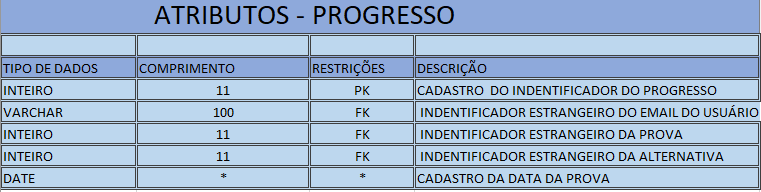 ATRIBUTOS - PROGRESSO
TIPO DE DADOS COMPRIMENTO RESTRIÇÕES DESCRIÇÃO
INTEIRO 11 PK CADASTRO DO INDENTIFICADOR DO PROGRESSO
VARCHAR 100 FK INDENTIFICADOR ESTRANGEIRO DO EMAIL DO USUÁRIO
INTEIRO 11 FK INDENTIFICADOR ESTRANGEIRO DA PROVA
INTEIRO 11 FK INDENTIFICADOR ESTRANGEIRO DA ALTERNATIVA
DATE * * CADASTRO DA DATA DA PROVA